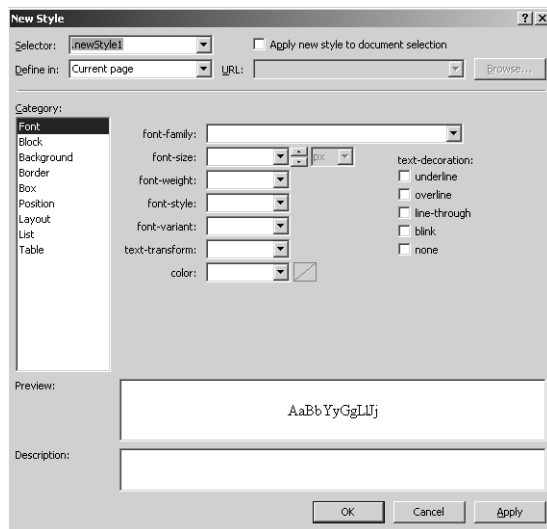 New Style
Selector: .newStyle1 Apply new style to document selection
Define in: Current page URL: Browse...
Category:
Font
Block
Background
Border
Box
Position
Layout
List
Table
font-family:
font-size: px
font-weight:
font-style:
font-variant:
text-transform:
color:
text-decoration:
underline
overline
line-through
blink
none
Preview:
AaBbYyGgLlJj
Description:
OK Cancel Apply